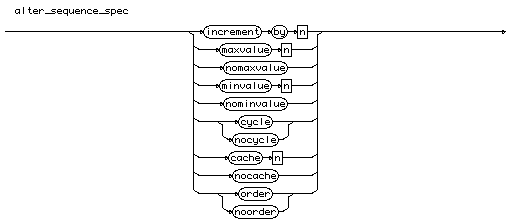 alter_sequence_spec
increment by n
maxvalue n
nomaxvalue
minvalue n
nominvalue
cycle
nocycle
cache n
nocache
order
noorder